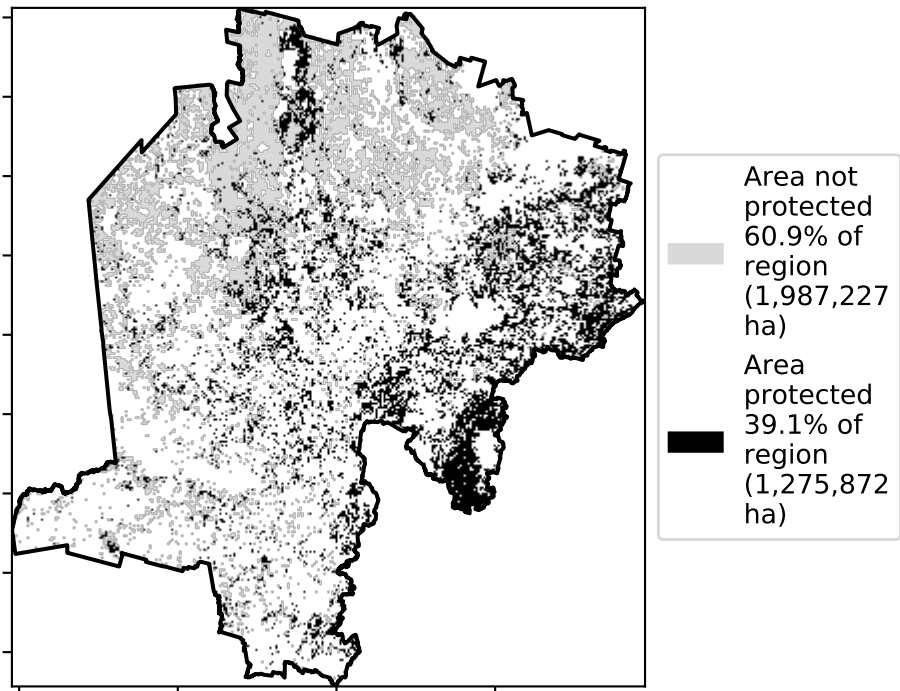 Area not
protected
60.9% of
region
(1,987,227
ha)
Area
protected
39.1% of
region
(1,275,872
ha)